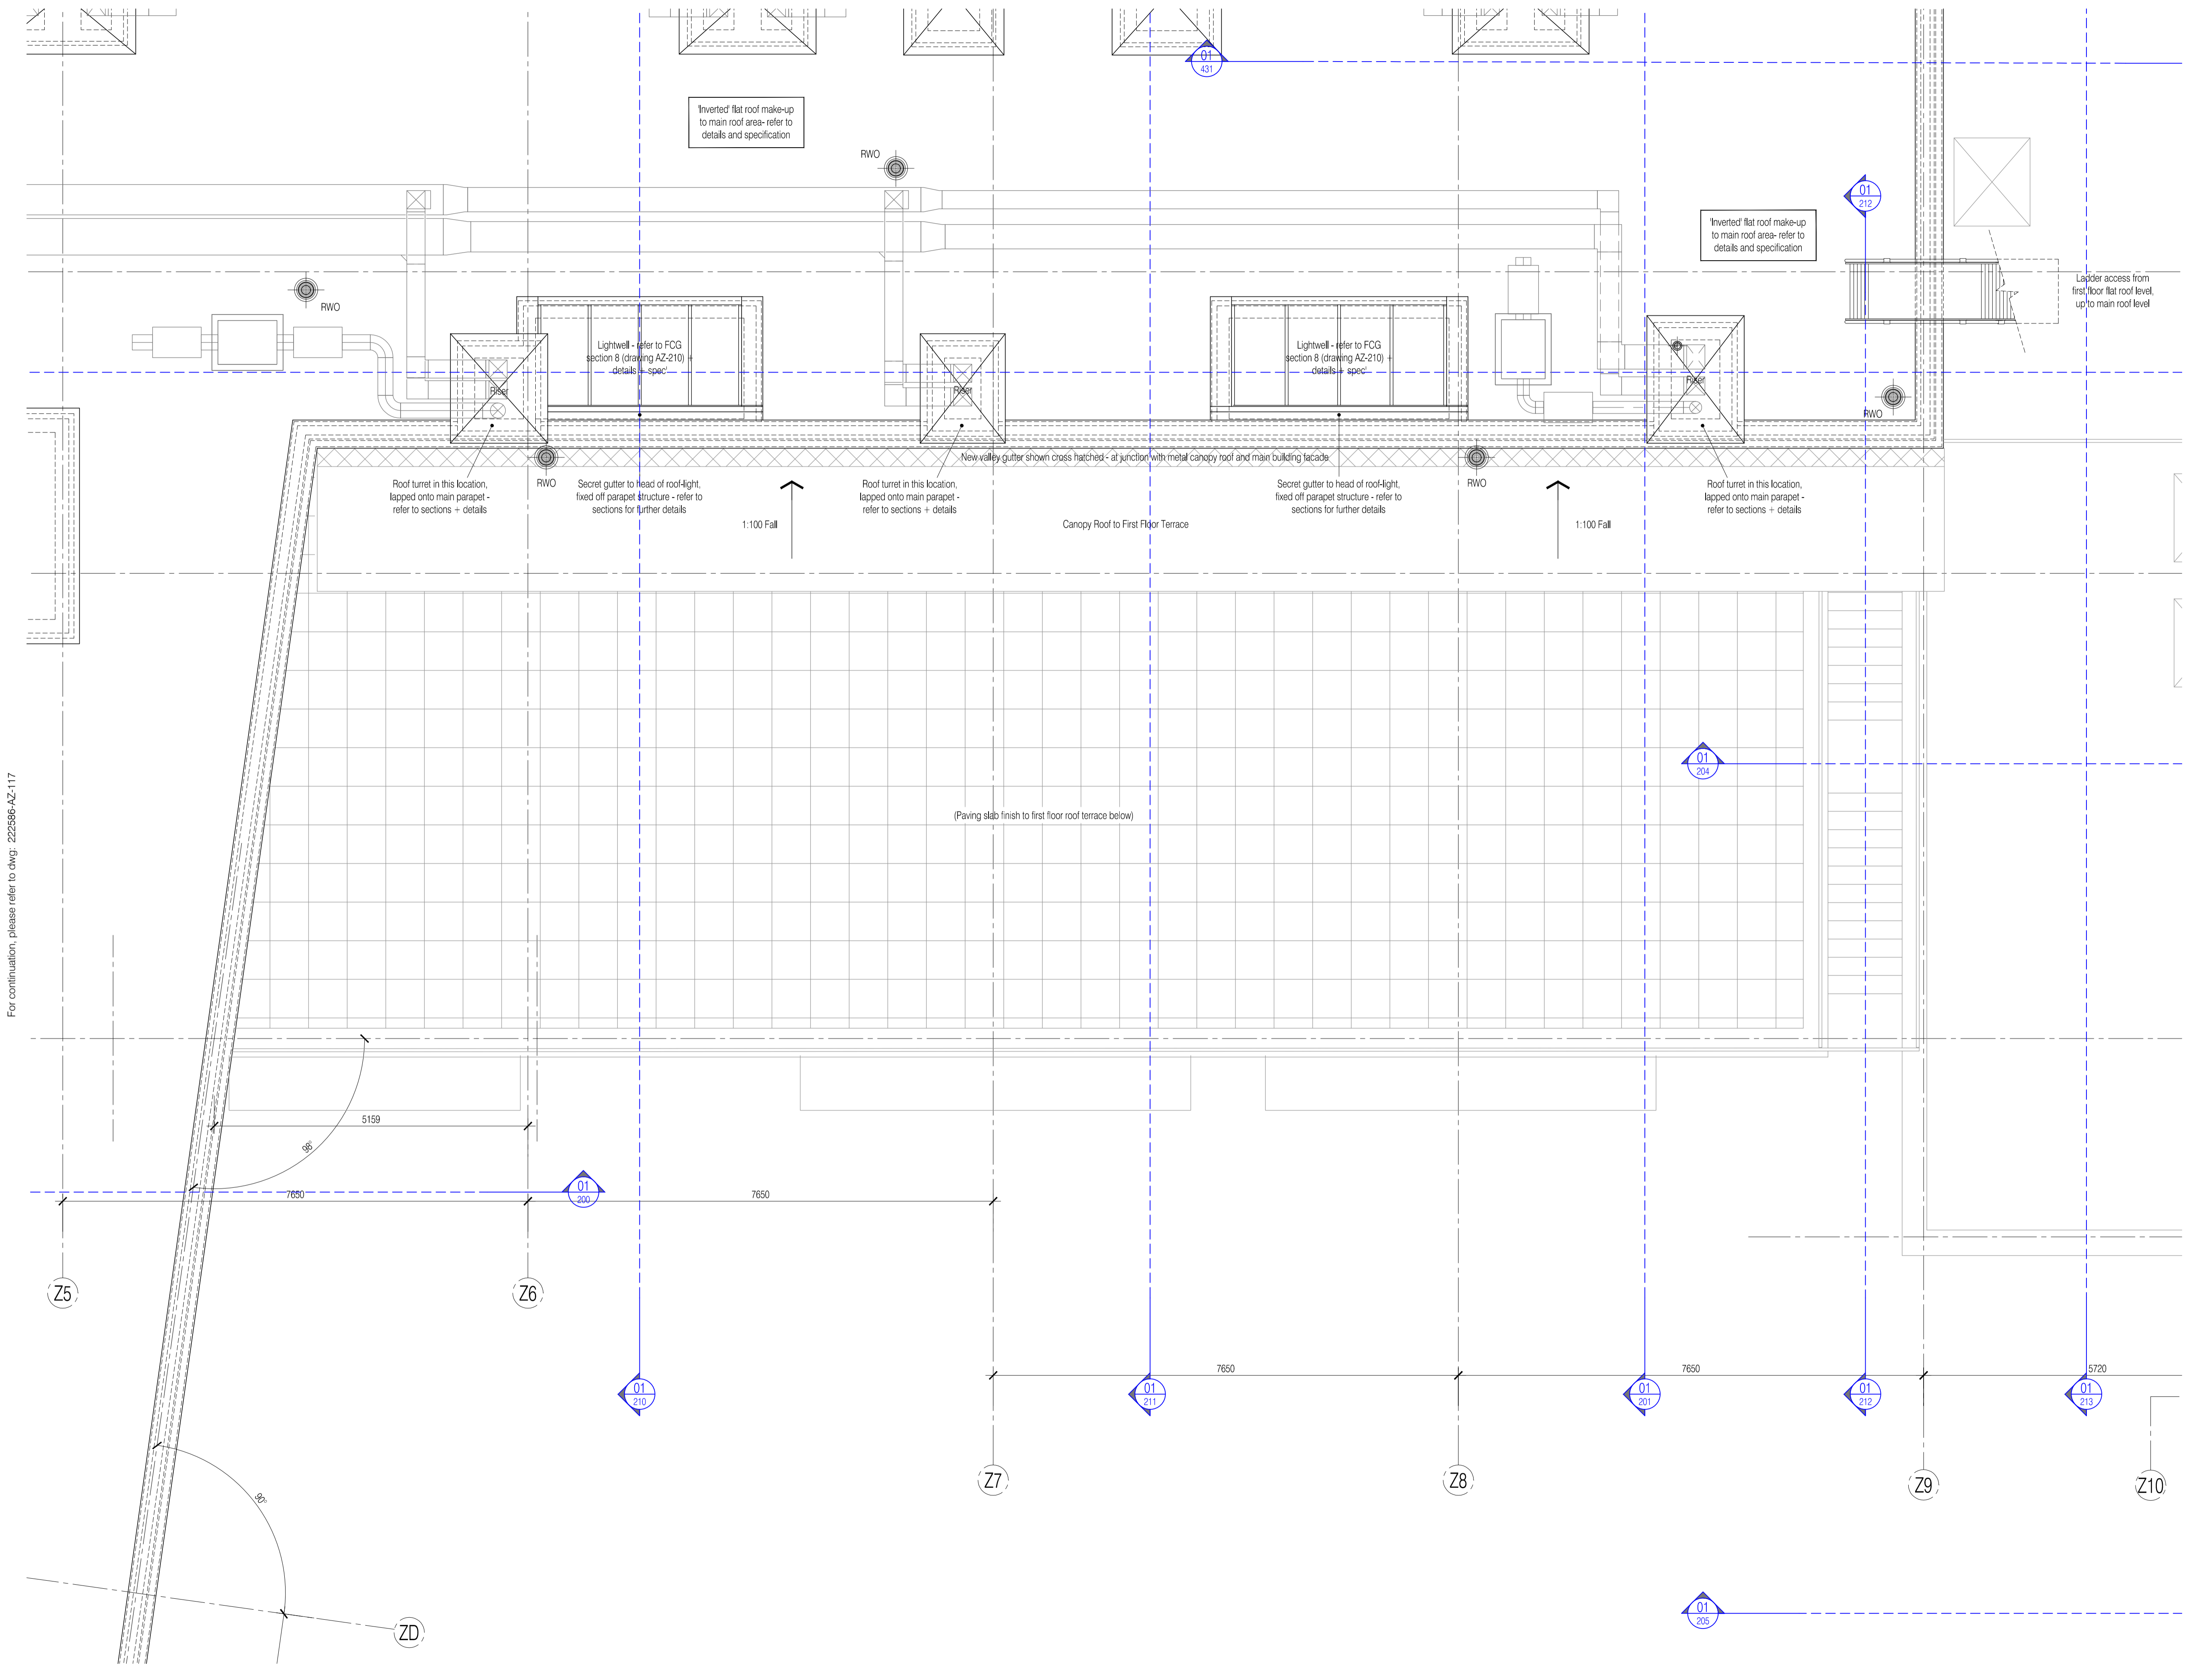 01
431
'Inverted' flat roof make-up
to main roof area- refer to
details and specification
RWO
01
212
'Inverted' flat roof make-up
to main roof area- refer to
details and specification
Ladder access from
first floor flat roof level,
up to main roof level
RWO
Lightwell - refer to FCG
section 8 (drawing AZ-210) +
details + spec'
Lightwell - refer to FCG
section 8 (drawing AZ-210) +
details + spec'
Riser
Riser
Riser
RWO
New valley gutter shown cross hatched - at junction with metal canopy roof and main building facade
Roof turret in this location,
lapped onto main parapet -
refer to sections + details
RWO
Secret gutter to head of roof-light,
fixed off parapet structure - refer to
sections for further details
1:100 Fall
Roof turret in this location,
lapped onto main parapet -
refer to sections + details
Canopy Roof to First Floor Terrace
Secret gutter to head of roof-light,
fixed off parapet structure - refer to
sections for further details
RWO
1:100 Fall
Roof turret in this location,
lapped onto main parapet -
refer to sections + details
01
204
(Paving slab finish to first floor roof terrace below)
For continuation, please refer to dwg: 222586-AZ-117
5159
98°
01
200
7650
7650
Z5
Z6
7650
7650
5720
01
210
01
211
01
201
01
212
01
213
Z7
Z8
Z9
Z10
90°
ZD
01
205